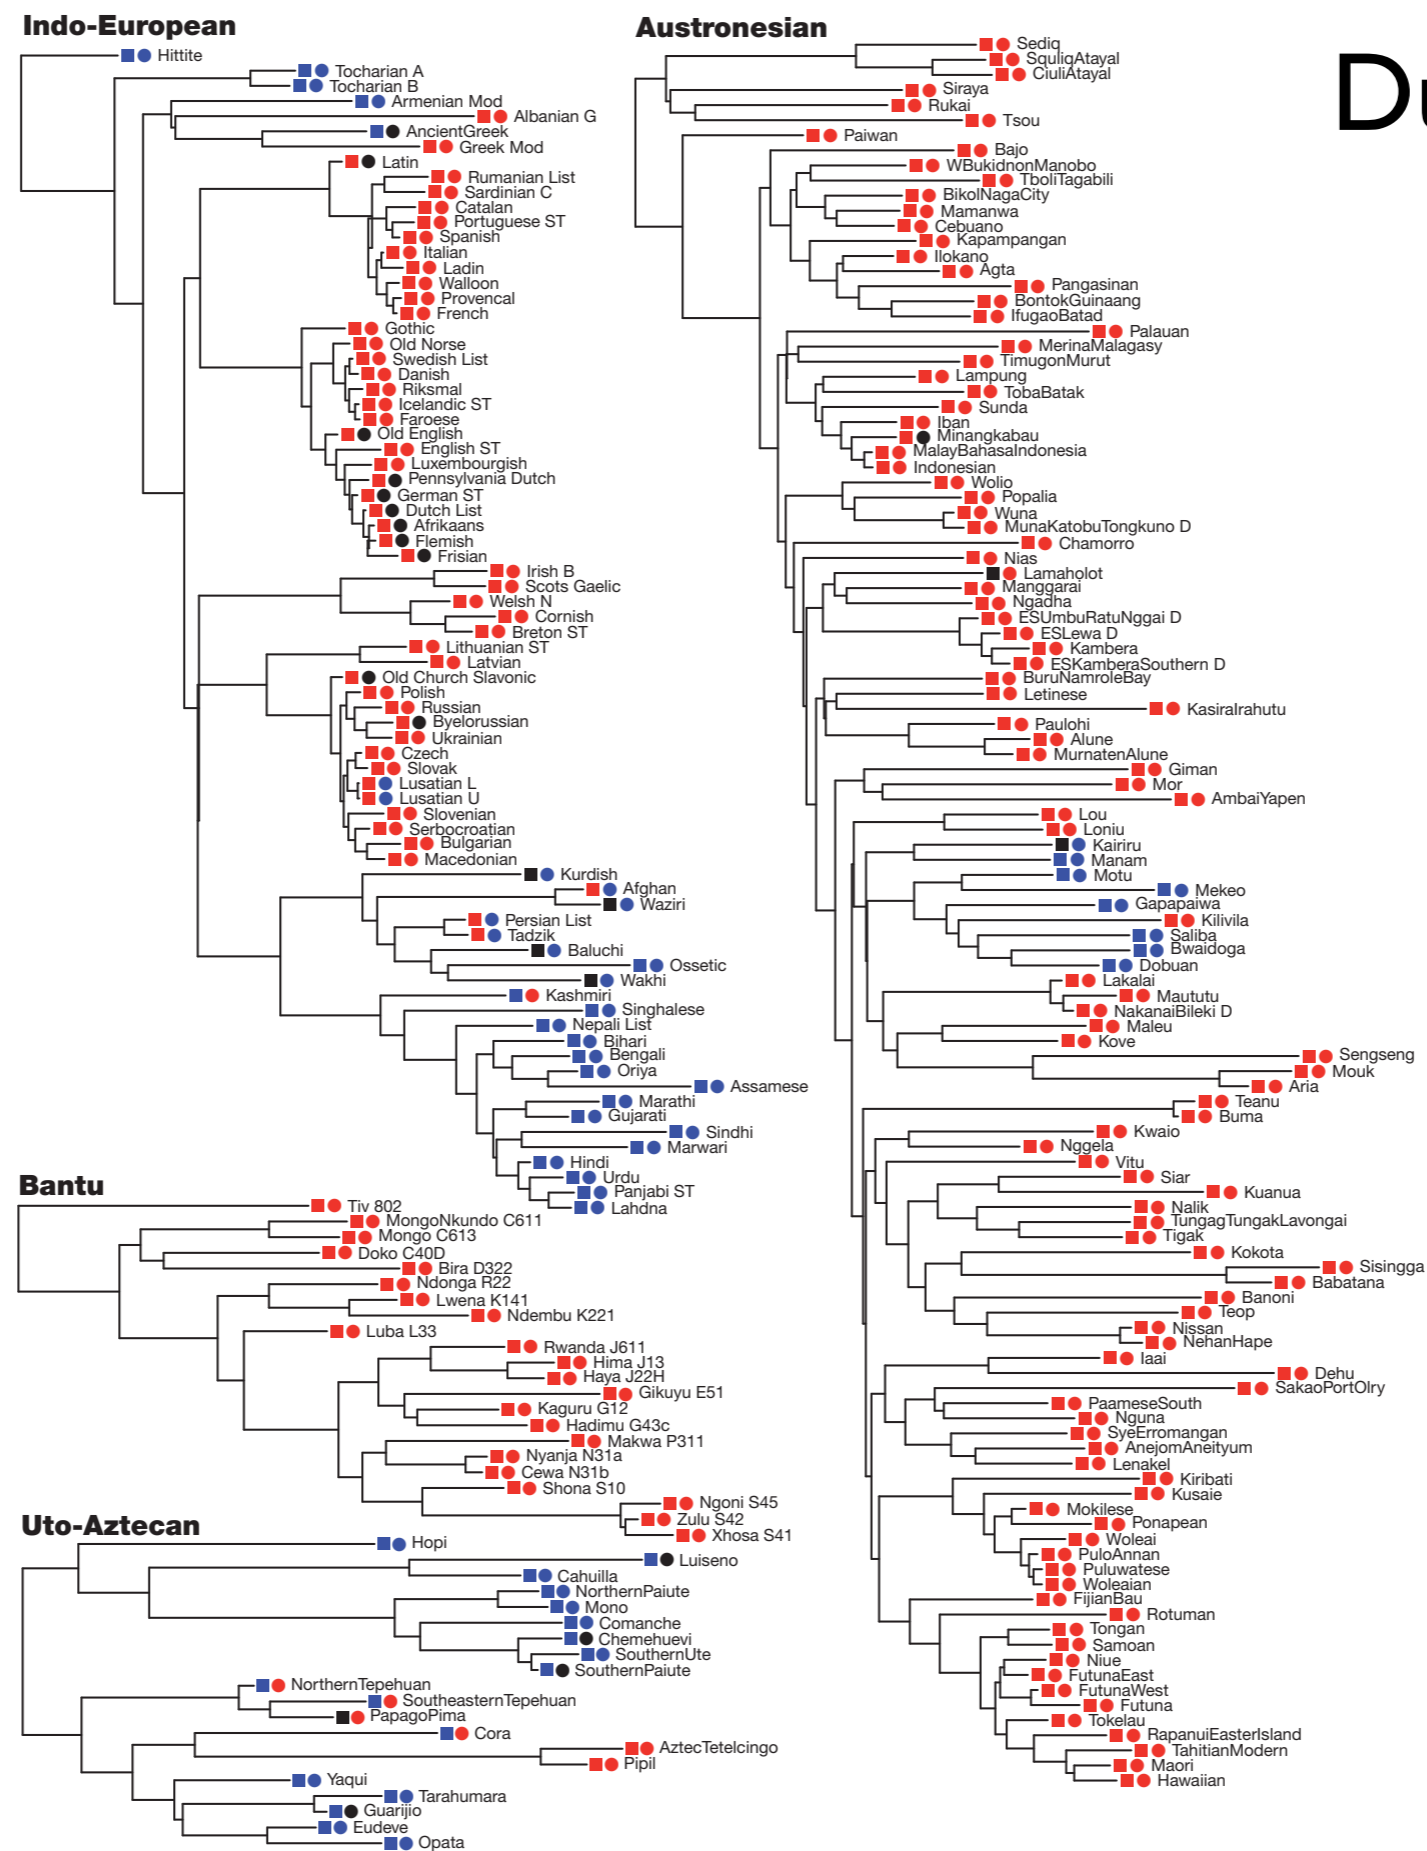 Indo-European
Hittite
Tocharian A
Tocharian B
Armenian Mod
Albanian G
AncientGreek
Greek Mod
Latin
Rumanian List
Sardinian C
Catalan
Portuguese ST
Spanish
Italian
Ladin
Walloon
Provencal
French
Gothic
Old Norse
Swedish List
Danish
Riksmal
Icelandic ST
Faroese
Old English
English ST
Luxembourgish
Pennsylvania Dutch
German ST
Dutch List
Afrikaans
Flemish
Frisian
Irish B
Scots Gaelic
Welsh N
Cornish
Breton ST
Lithuanian ST
Latvian
Old Church Slavonic
Polish
Russian
Byelorussian
Ukrainian
Czech
Slovak
Lusatian L
Lusatian U
Slovenian
Serbocroatian
Bulgarian
Macedonian
Kurdish
Afghan
Waziri
Persian List
Tadzik
Baluchi
Ossetic
Wakhi
Kashmiri
Singhalese
Nepali List
Bihari
Bengali
Oriya
Assamese
Marathi
Gujarati
Sindhi
Marwari
Hindi
Urdu
Panjabi ST
Lahdna
Bantu
Tiv 802
MongoNkundo C611
Mongo C613
Doko C40D
Bira D322
Ndonga R22
Lwena K141
Ndembu K221
Luba L33
Rwanda J611
Hima J13
Haya J22H
Gikuyu E51
Kaguru G12
Hadimu G43c
Makwa P311
Nyanja N31a
Cewa N31b
Shona S10
Ngoni S45
Zulu S42
Xhosa S41
Uto-Aztecan
Hopi
Luiseno
Cahuilla
NorthernPaiute
Mono
Comanche
Chemehuevi
SouthernUte
SouthernPaiute
NorthernTepehuan
SoutheasternTepehuan
PapagoPima
Cora
AztecTetelcingo
Pipil
Yaqui
Tarahumara
Guarijio
Eudeve
Opata
Austronesian
Sediq
SquliqAtayal
CiuliAtayal
Siraya
Rukai
Tsou
Paiwan
Bajo
WBukidnonManobo
TboliTagabili
BikolNagaCity
Mamanwa
Cebuano
Kapampangan
Ilokano
Agta
Pangasinan
BontokGuinaang
IfugaoBatad
Palauan
MerinaMalagasy
TimugonMurut
Lampung
TobaBatak
Sunda
Iban
Minangkabau
MalayBahasaIndonesia
Indonesian
Wolio
Popalia
Wuna
MunaKatobuTongkuno D
Chamorro
Nias
Lamaholot
Manggarai
Ngadha
ESUmbuRatuNggai D
ESLewa D
Kambera
ESKamberaSouthern D
BuruNamroleBay
Letinese
KasiraIrahutu
Paulohi
Alune
MurnatenAlune
Giman
Mor
AmbaiYapen
Lou
Loniu
Kairiru
Manam
Motu
Mekeo
Gapapaiwa
Kilivila
Saliba
Bwaidoga
Dobuan
Lakalai
Maututu
NakanaiBileki D
Maleu
Kove
Sengseng
Mouk
Aria
Teanu
Buma
Kwaio
Nggela
Vitu
Siar
Kuanua
Nalik
TungagTungakLavongai
Tigak
Kokota
Sisingga
Babatana
Banoni
Teop
Nissan
NehanHape
Iaai
Dehu
SakaoPortOlry
PaameseSouth
Nguna
SyeErromangan
AnejomAneityum
Lenakel
Kiribati
Kusaie
Mokilese
Ponapean
Woleai
PuloAnnan
Puluwatese
Woleaian
FijianBau
Rotuman
Tongan
Samoan
Niue
FutunaEast
FutunaWest
Futuna
Tokelau
RapanuiEasterIsland
TahitianModern
Maori
Hawaiian